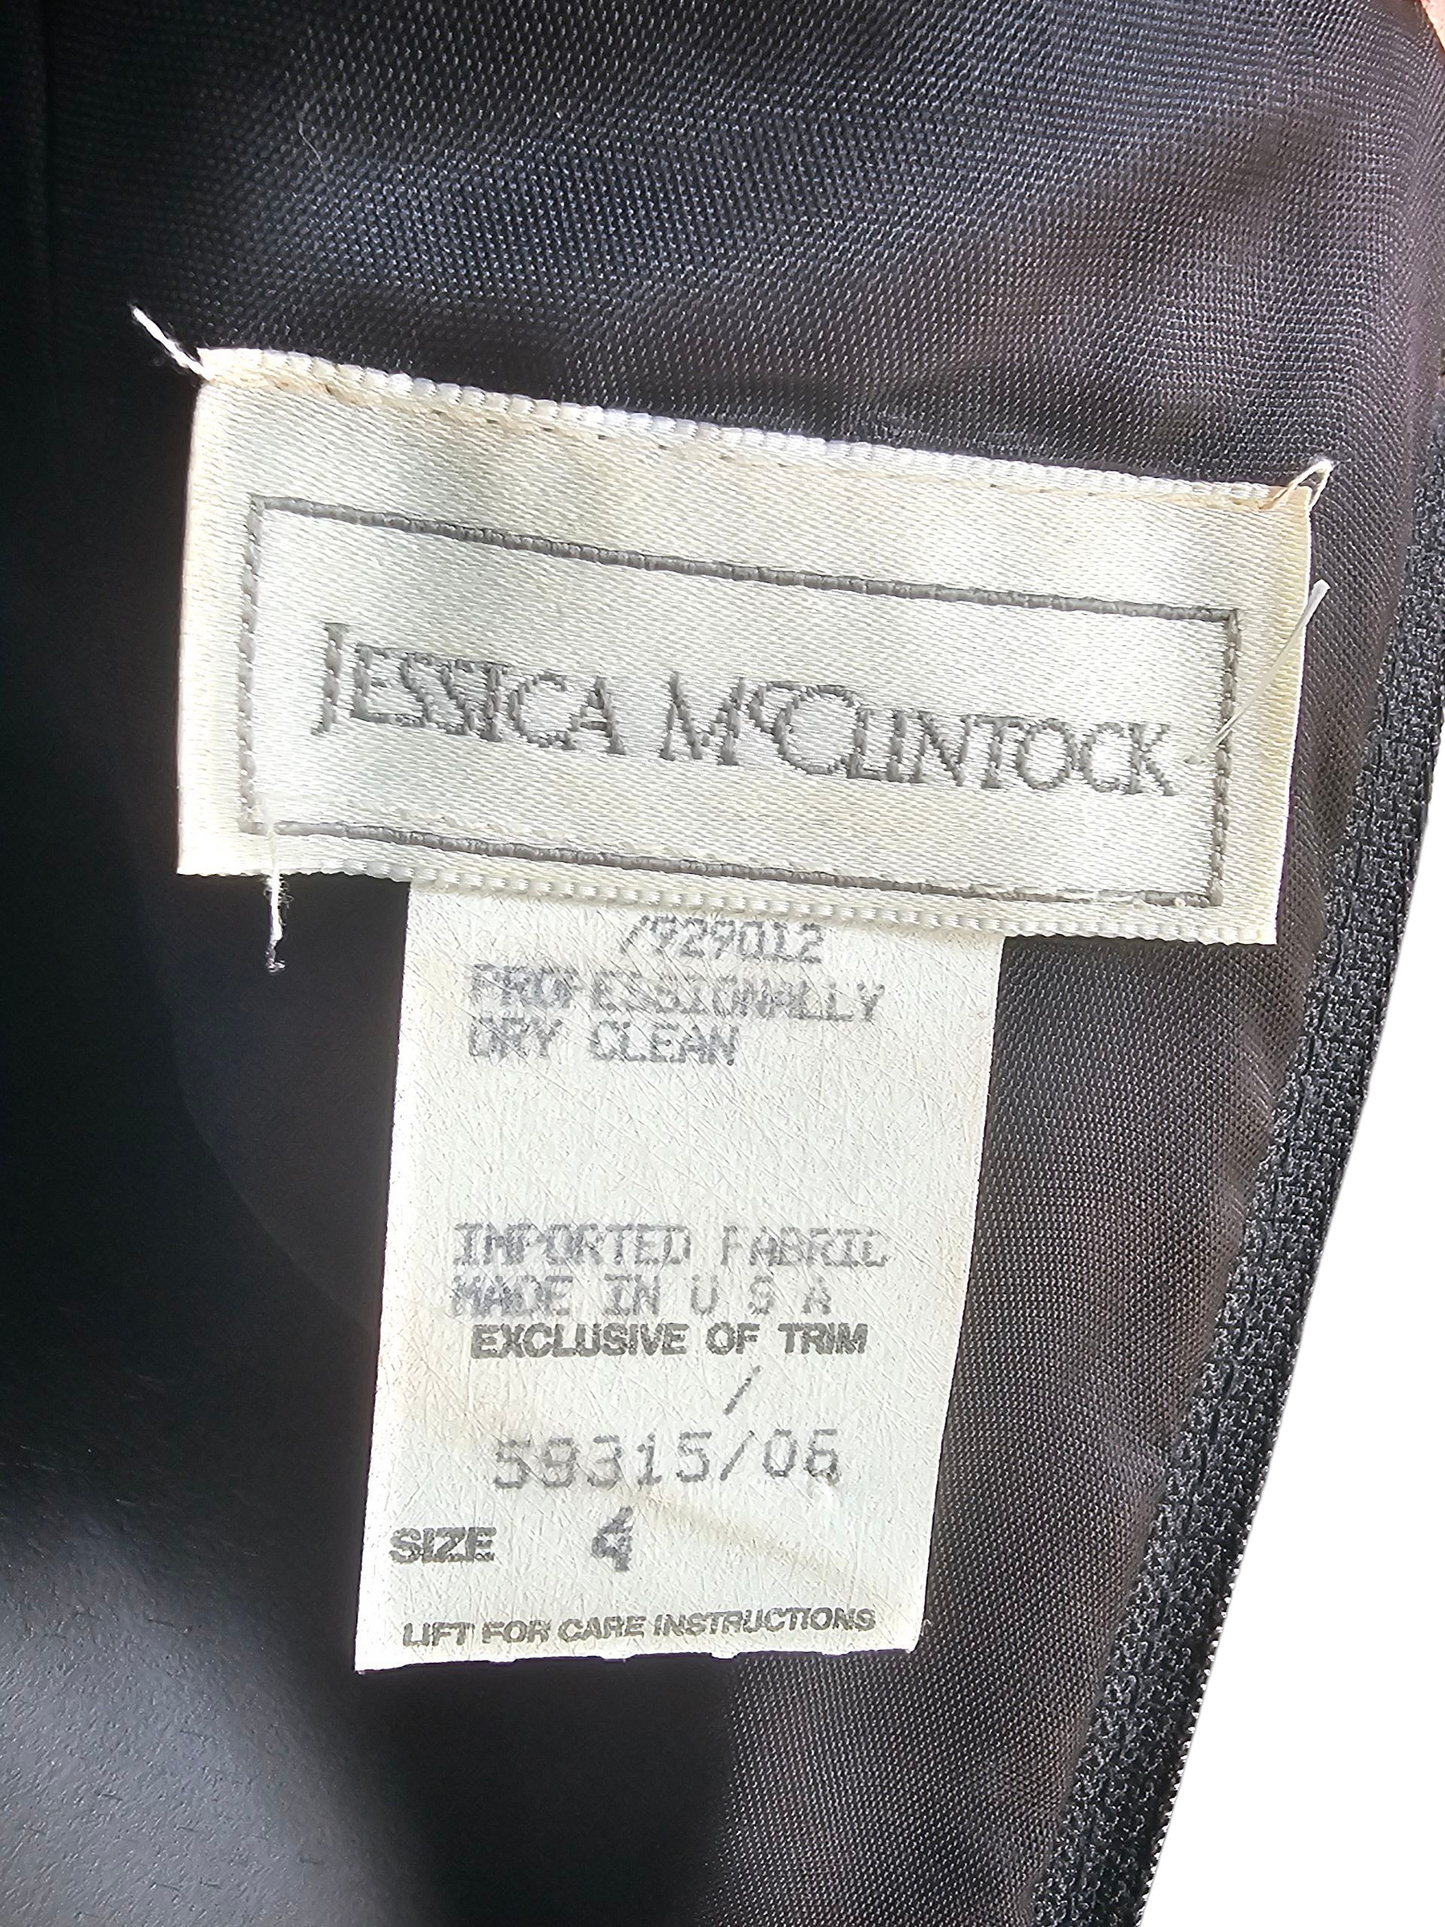 JESSICA MCCLINTOCK
/929012
PROFESSIONALLY
DRY CLEAN
IMPORTED FABRIC
MADE IN U S A
EXCLUSIVE OF TRIM
/
59315/06
SIZE 4
LIFT FOR CARE INSTRUCTIONS